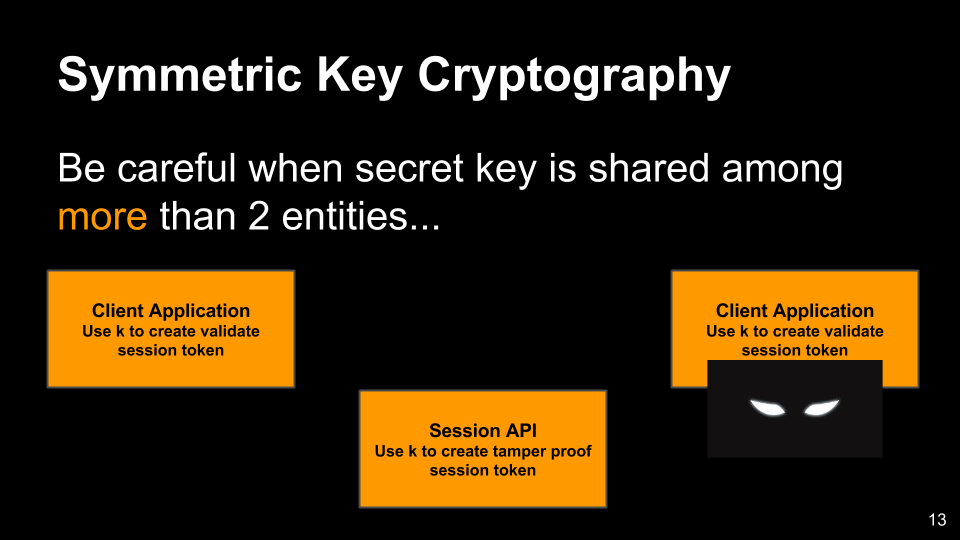 Symmetric Key Cryptography
Be careful when secret key is shared among
more than 2 entities...
Client Application
Use k to create validate
session token
Client Application
Use k to create validate
session token
Session API
Use k to create tamper proof
session token
13